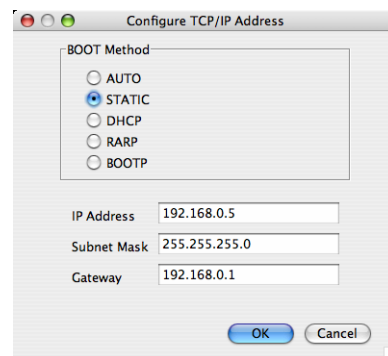 Configure TCP/IP Address
BOOT Method
AUTO
STATIC
DHCP
RARP
BOOTP
IP Address 192.168.0.5
Subnet Mask 255.255.255.0
Gateway 192.168.0.1
OK Cancel